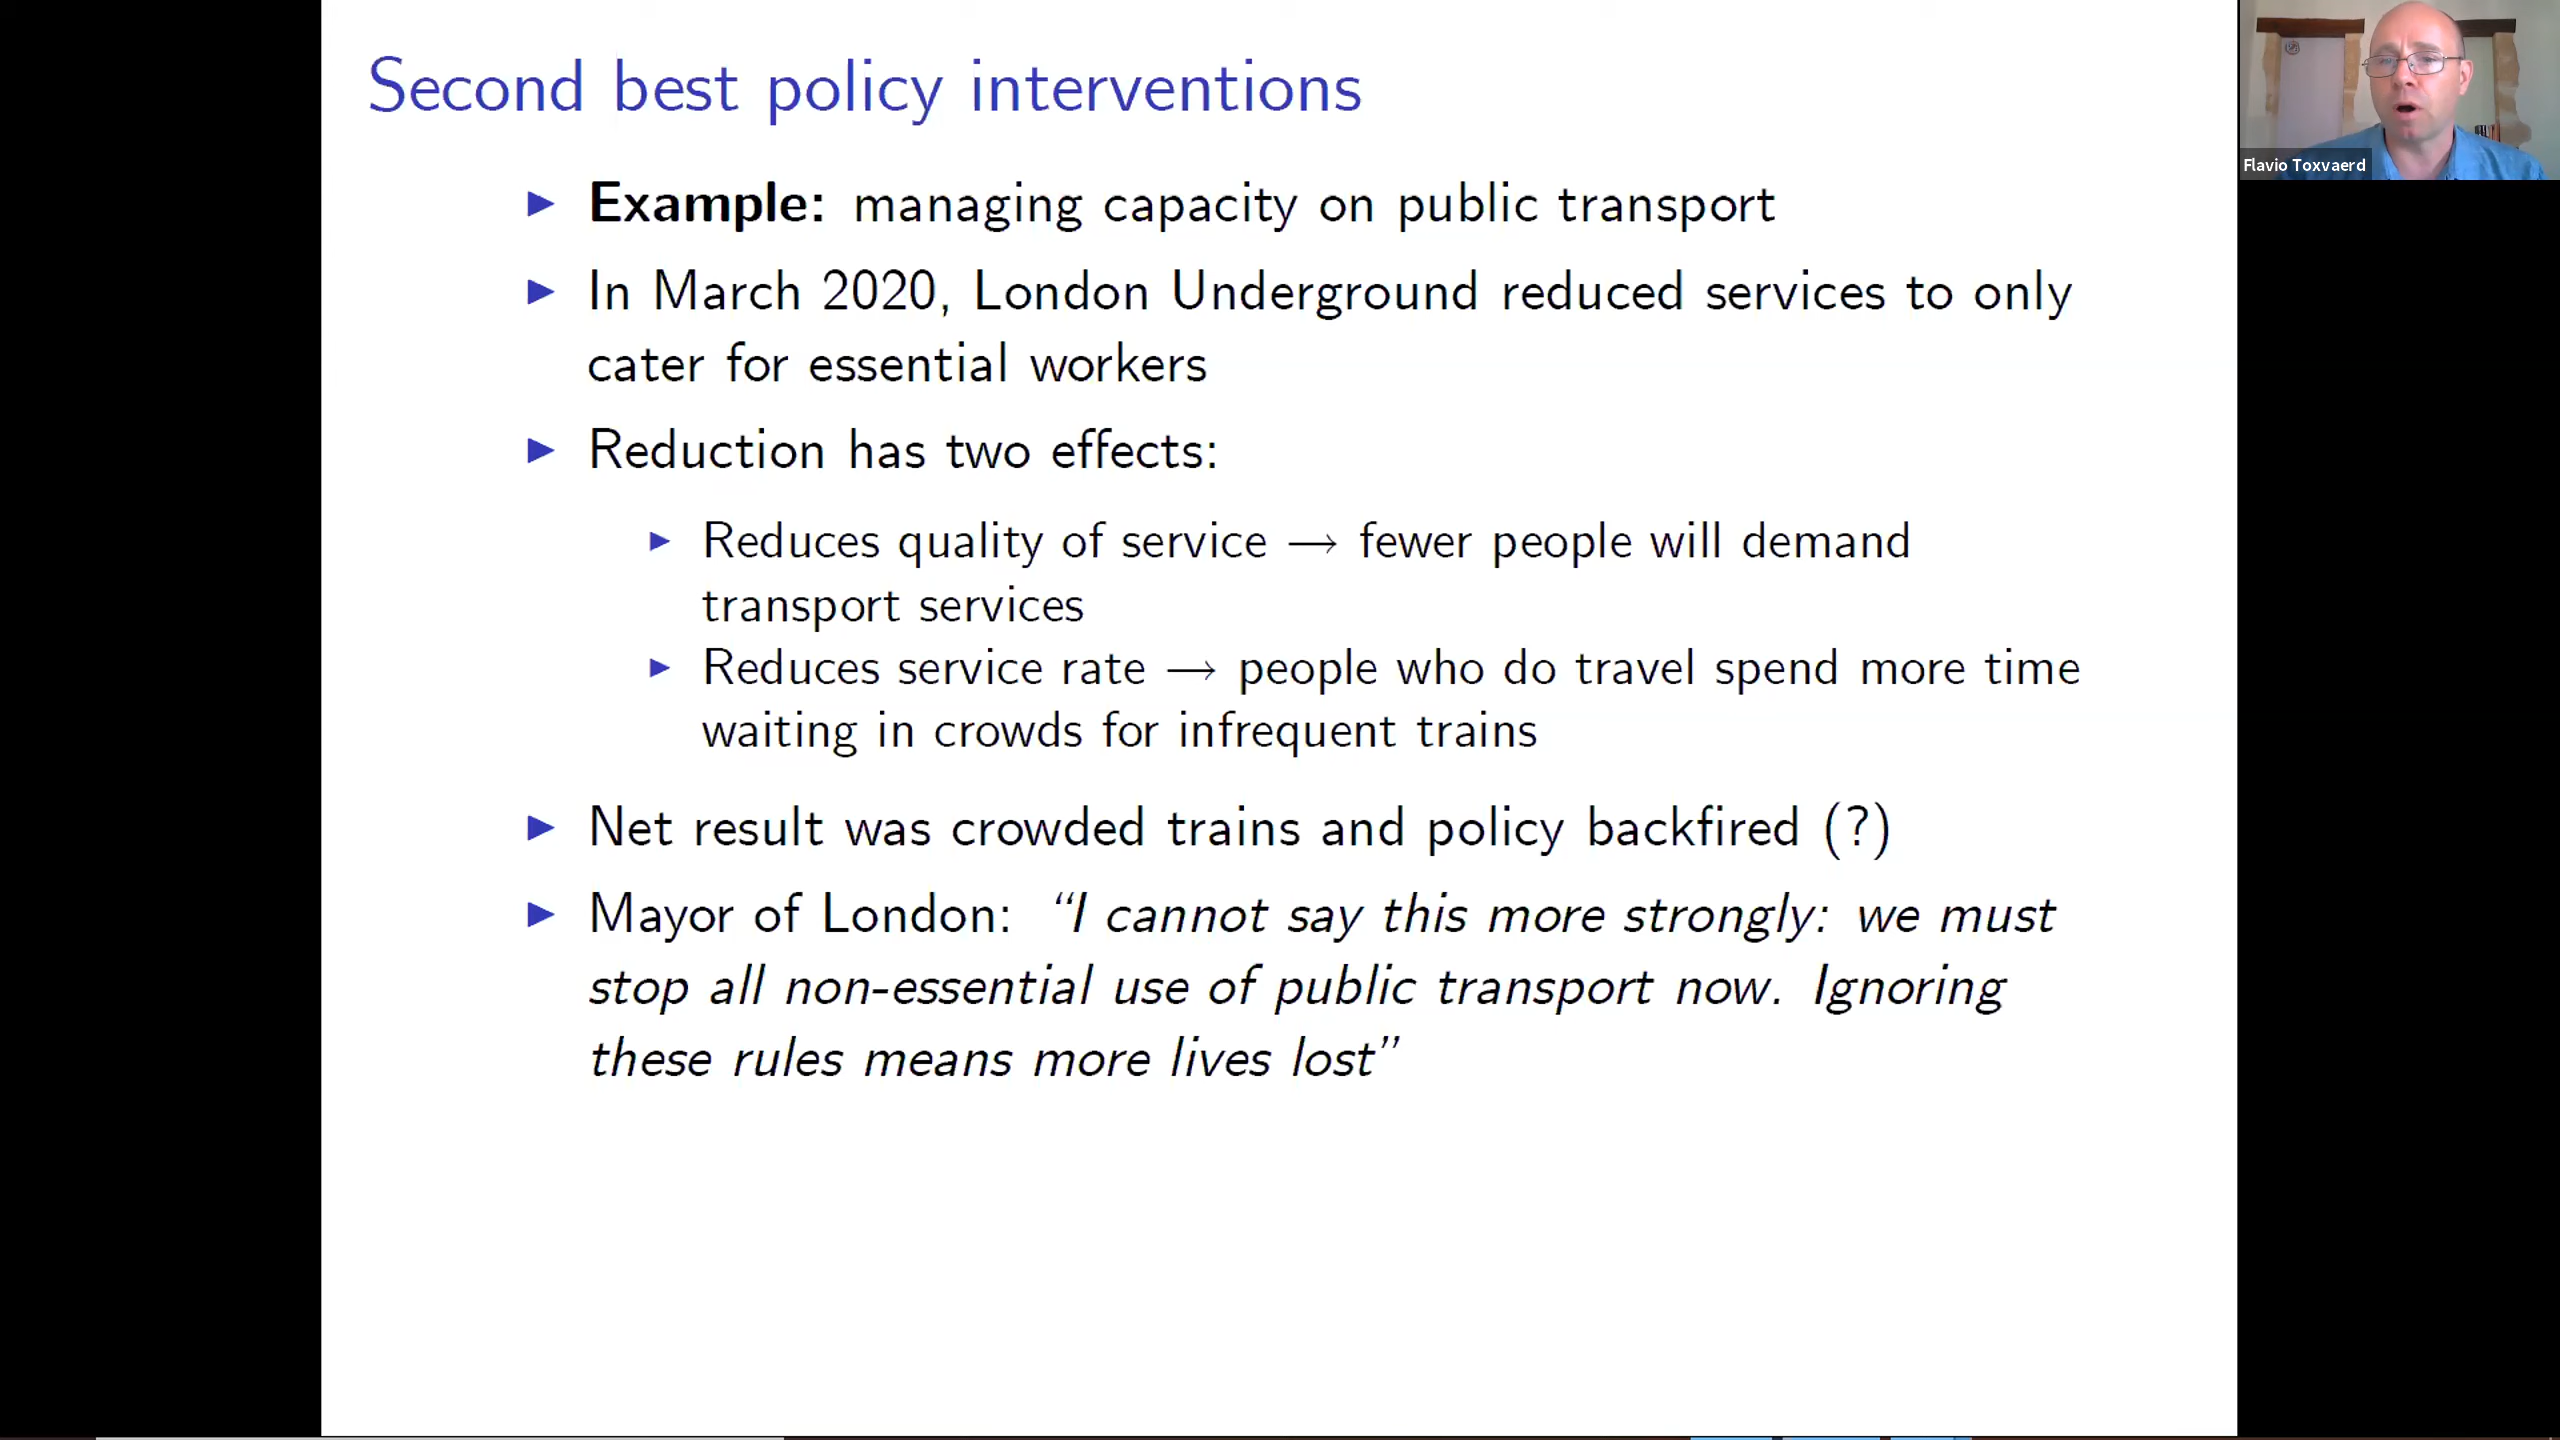 Second best policy interventions
Example: managing capacity on public transport
In March 2020, London Underground reduced services to only
cater for essential workers
Reduction has two effects:
Reduces quality of service → fewer people will demand
transport services
Reduces service rate → people who do travel spend more time
waiting in crowds for infrequent trains
Net result was crowded trains and policy backfired (?)
Mayor of London: “I cannot say this more strongly: we must
stop all non-essential use of public transport now. Ignoring
these rules means more lives lost”
Flavio Toxvaerd